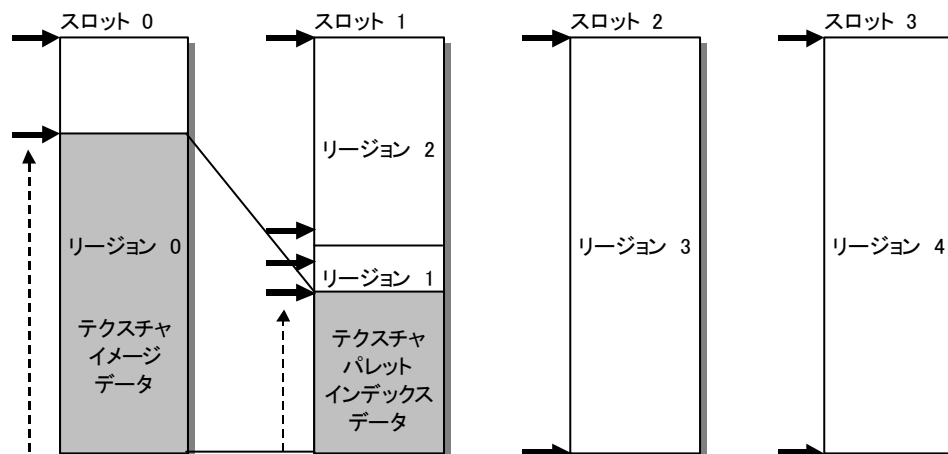 スロット 0
スロット 1
スロット 2
スロット 3
リージョン 0
テクスチャ
イメージ
データ
リージョン 2
リージョン 1
テクスチャ
パレット
インデックス
データ
リージョン 3
リージョン 4